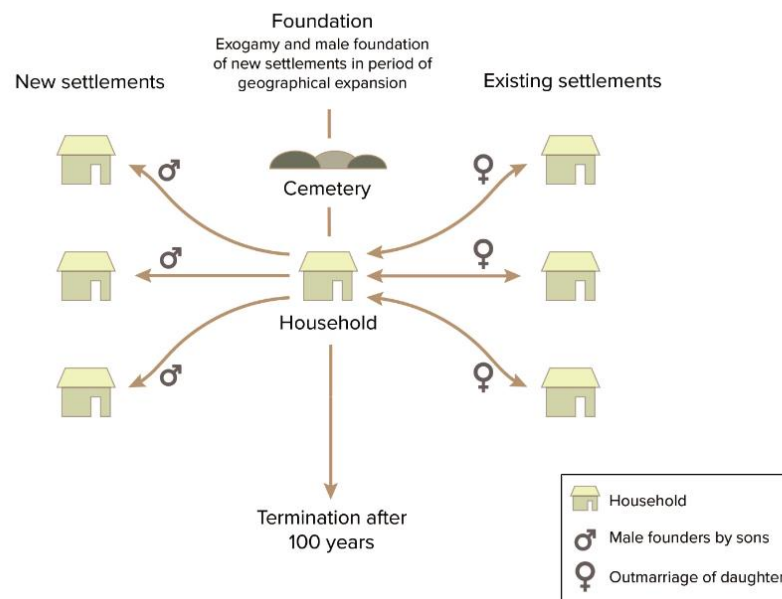 Foundation
Exogamy and male foundation
of new settlements in period of
geographical expansion
New settlements
Existing settlements
Cemetery
Household
Termination after
100 years
Household
♂ Male founders by sons
♀ Outmarriage of daughter